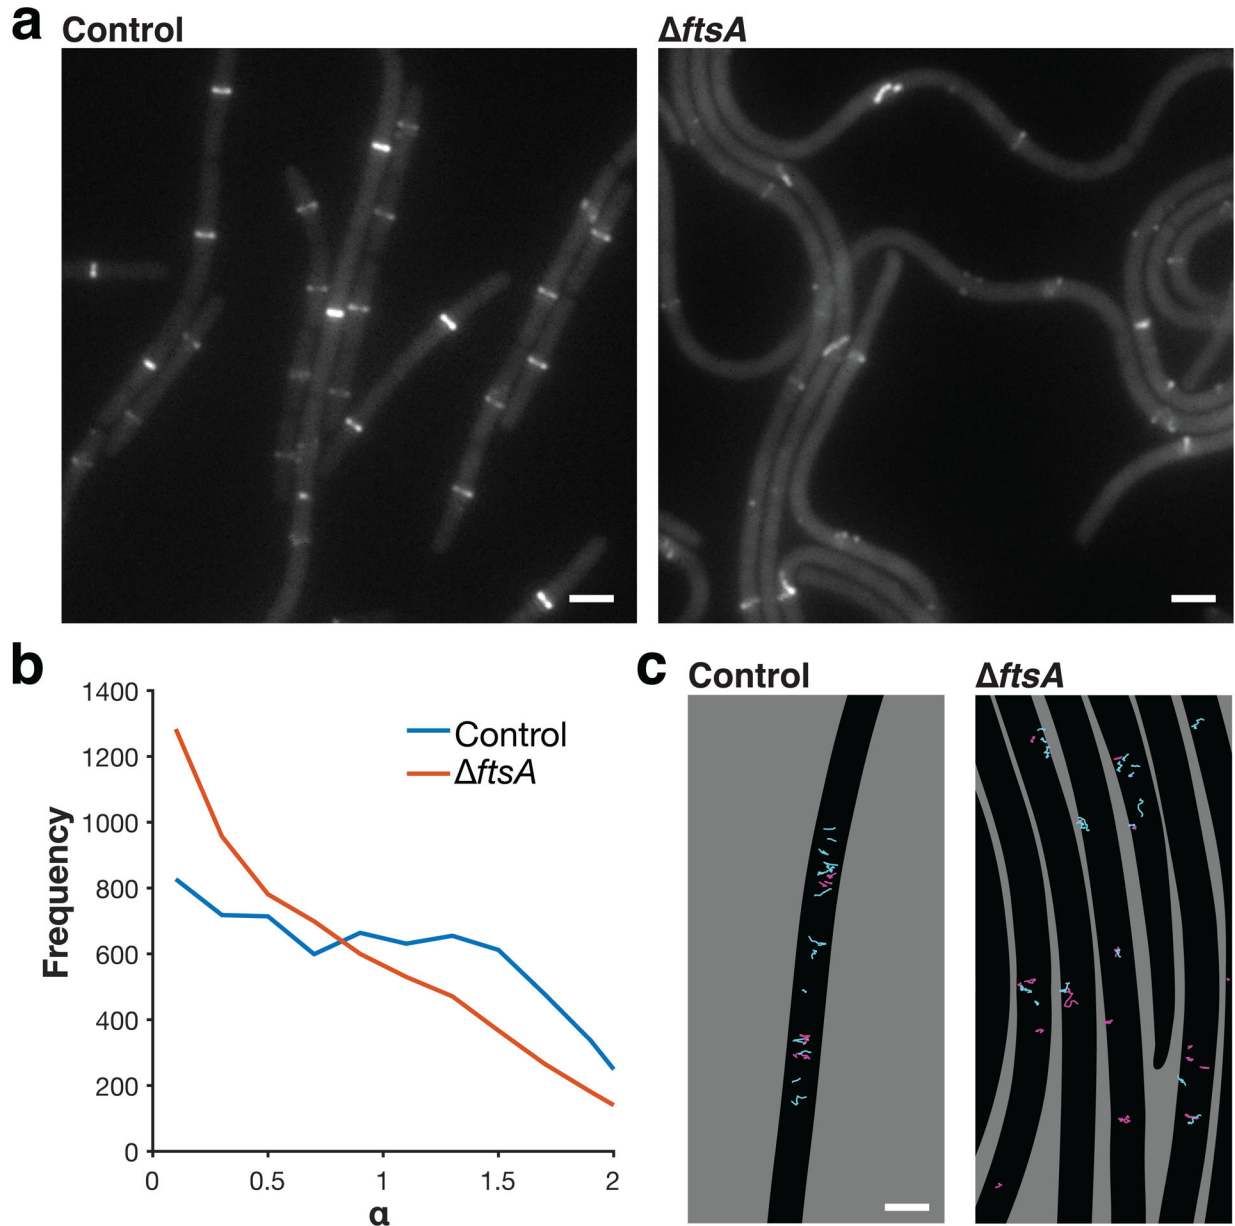 a
Control
ΔftsA
b
1400
1200
1000
800
600
400
200
0
Frequency
0
0.5
1
1.5
2
α
Control
ΔftsA
c
Control
ΔftsA